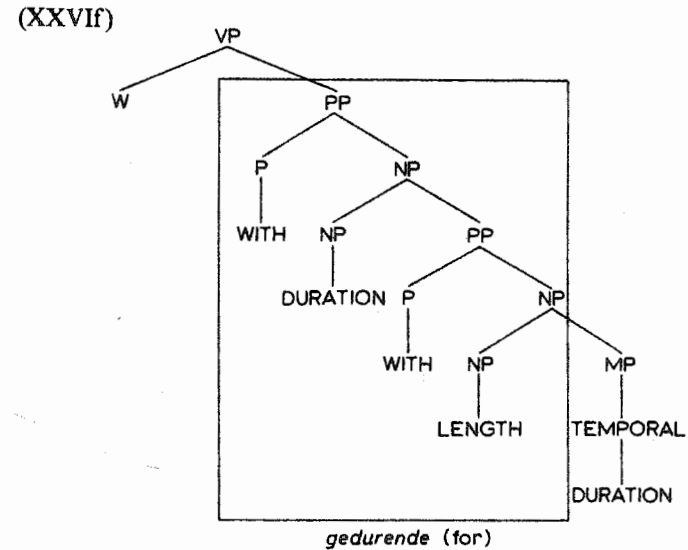 (XXVIf)
VP
W PP
P NP
WITH NP PP
DURATION P NP
WITH NP MP
LENGTH TEMPORAL
DURATION
gedurende (for)